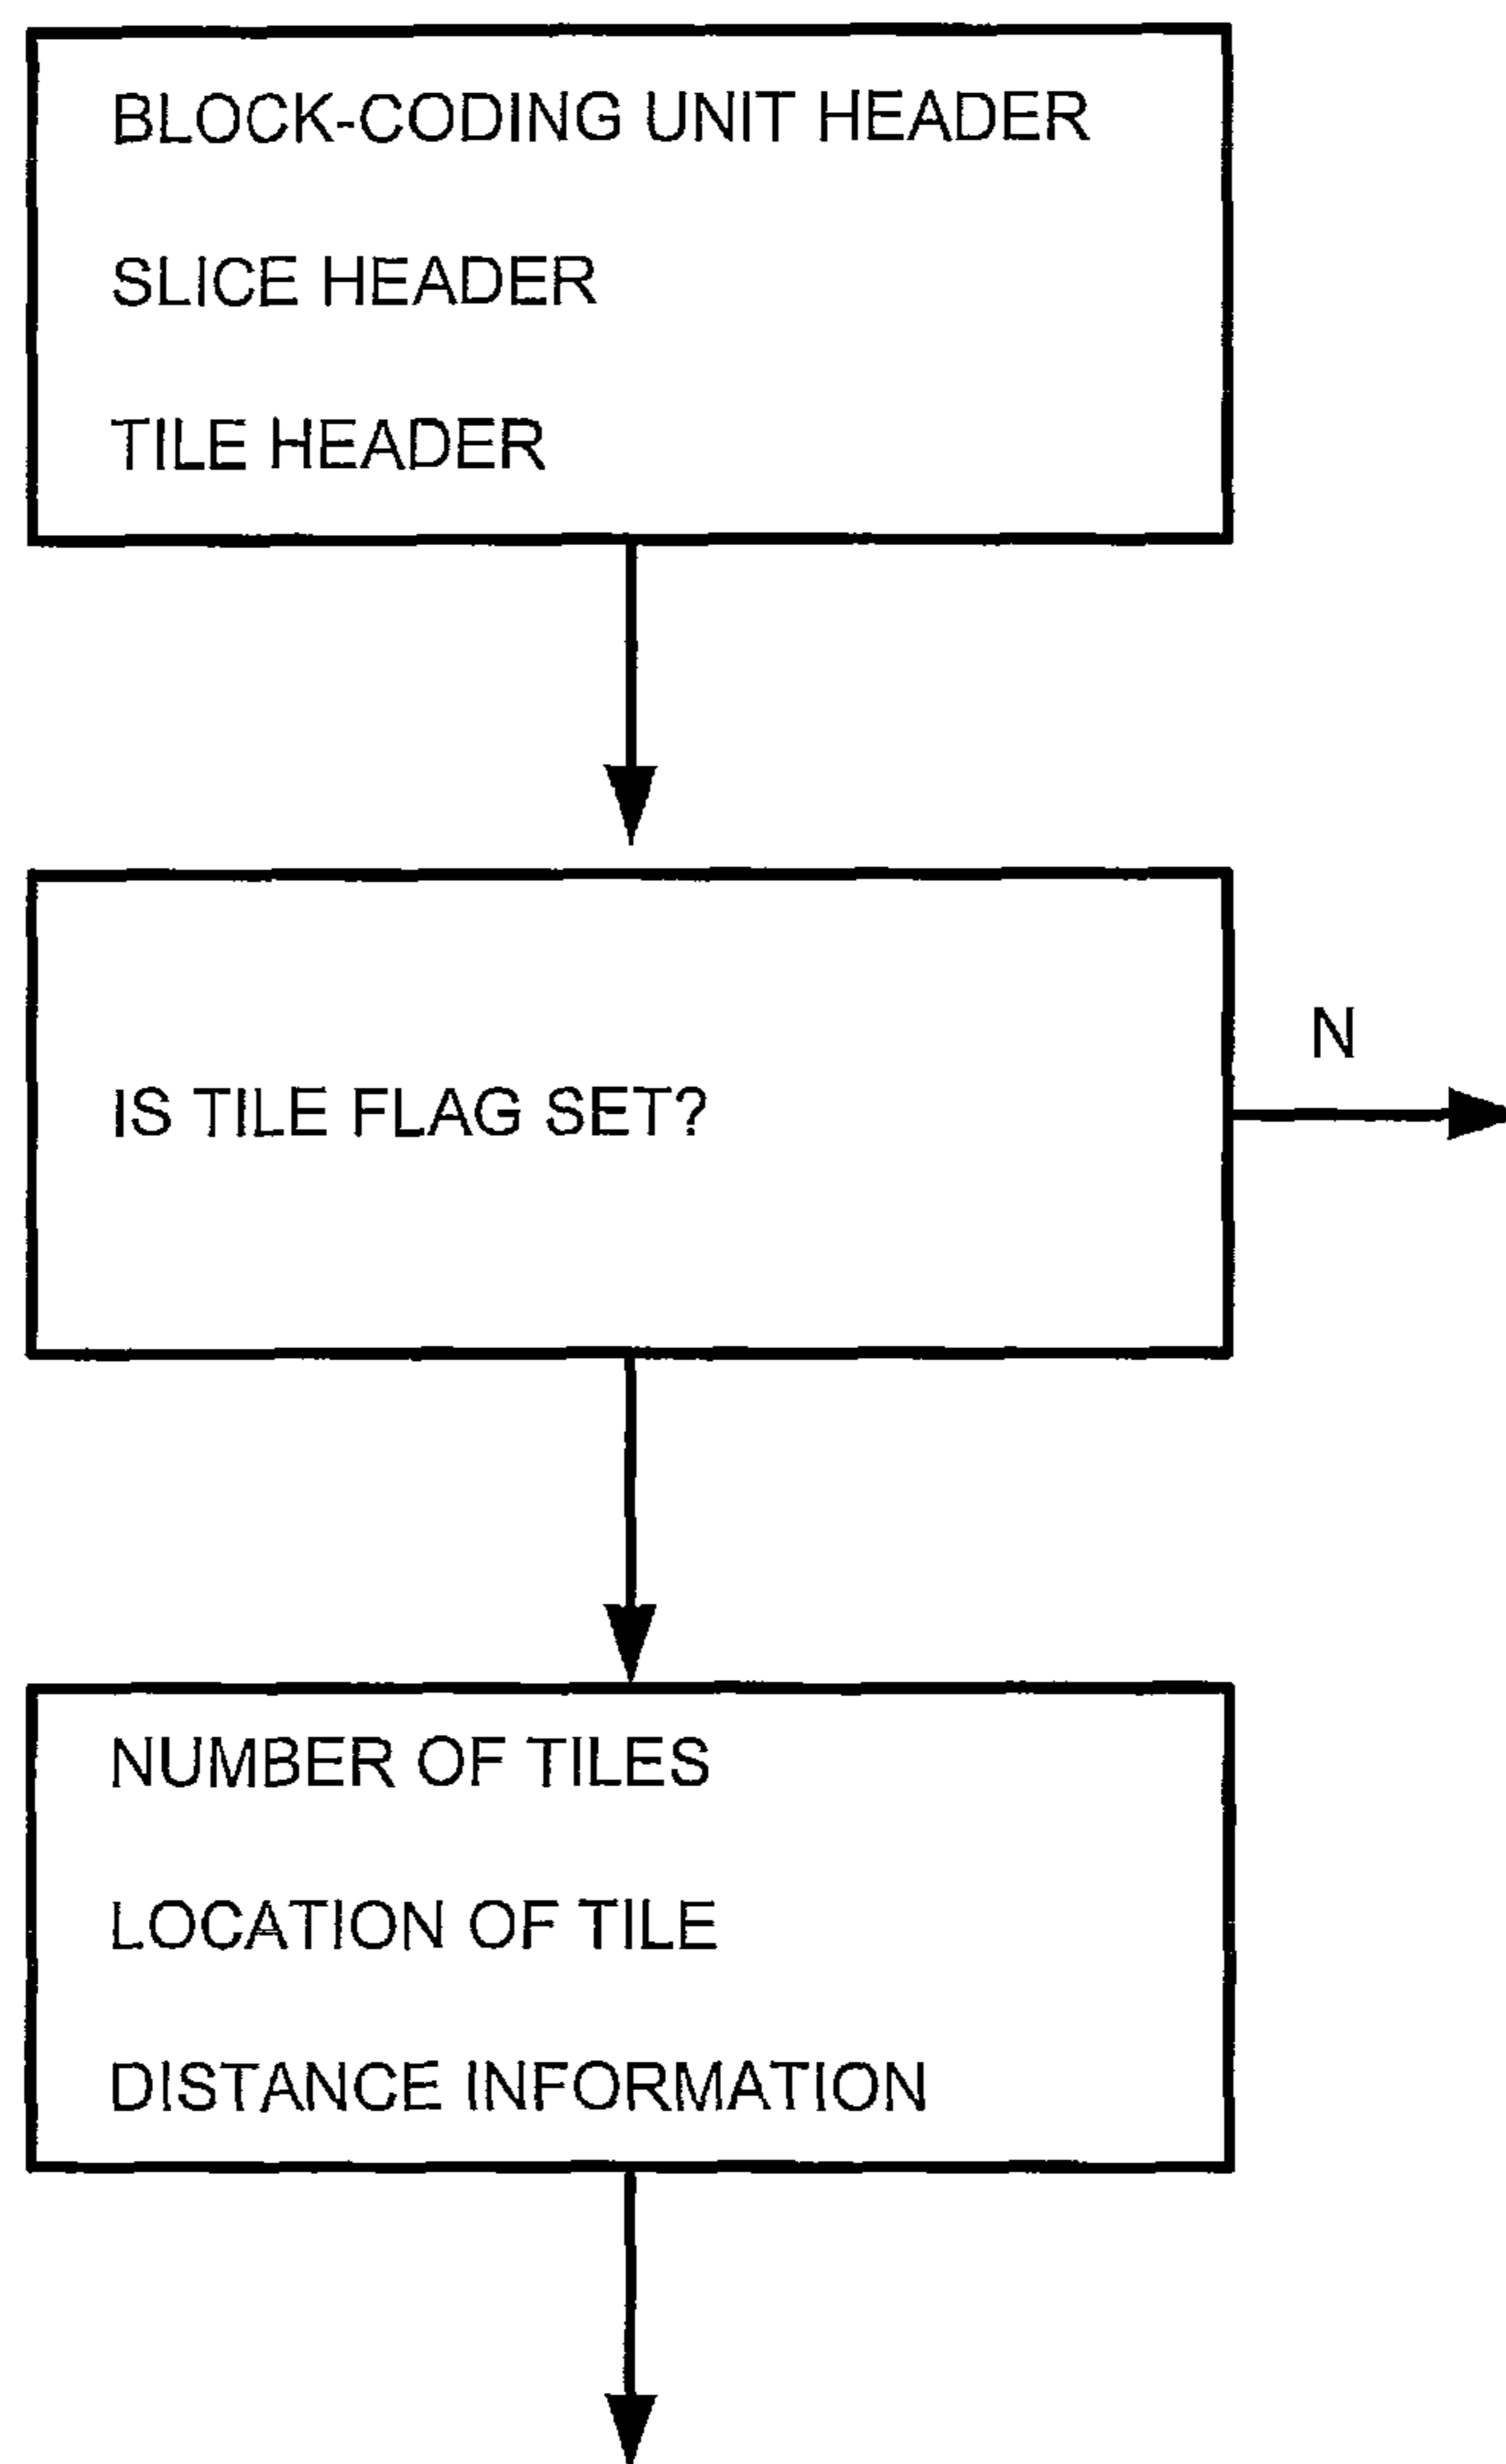 BLOCK-CODING UNIT HEADER
SLICE HEADER
TILE HEADER
IS TILE FLAG SET?
N
NUMBER OF TILES
LOCATION OF TILE
DISTANCE INFORMATION